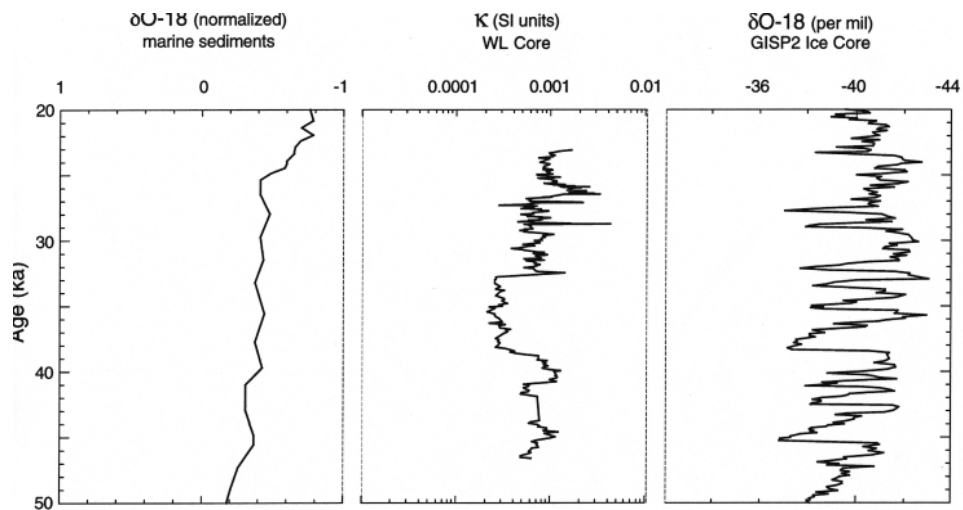 δO-18 (normalized)
marine sediments
κ (SI units)
WL Core
δO-18 (per mil)
GISP2 Ice Core
1 0 -1
0.0001 0.001 0.01
-36 -40 -44
20
30
40
50
Age (ka)